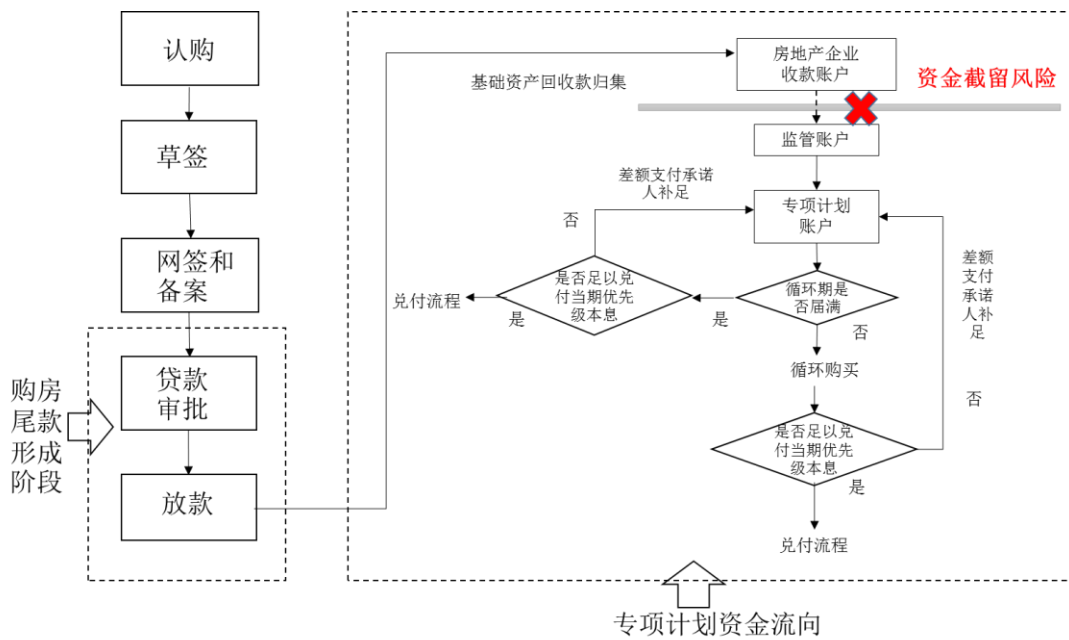 认购
草签
网签和
备案
购房
尾款
形成
阶段
贷款
审批
放款
基础资产回收款归集
房地产企业
收款账户
资金截留风险
监管账户
差额支付承诺
人补足
专项计划
账户
否
是否足以兑
付当期优先
级本息
兑付流程
是
循环期是
否届满
是
否
差额
支付
承诺
人补
足
循环购买
否
是否足以兑
付当期优先
级本息
是
兑付流程
专项计划资金流向